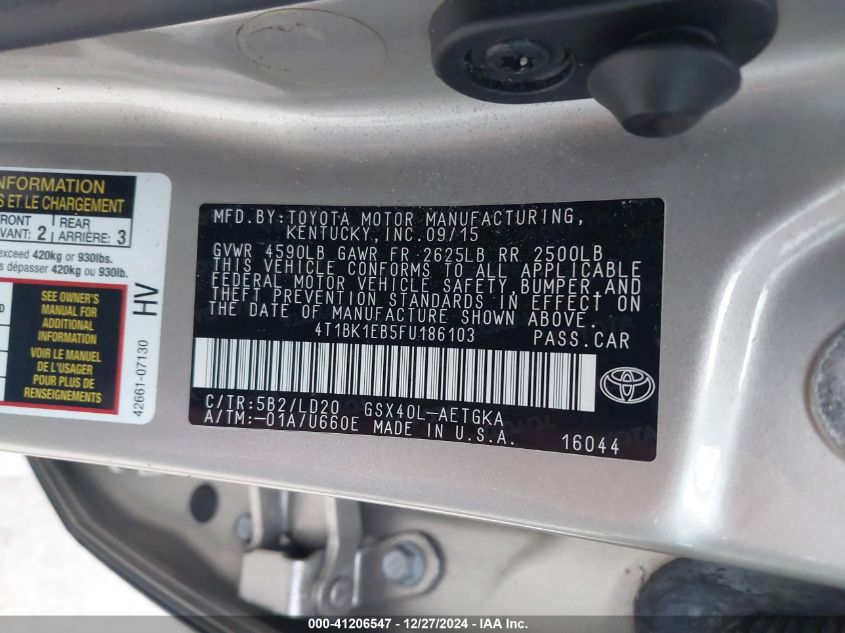 NFORMATION
S ET LE CHARGEMENT
FRONT
VANT: 2
REAR
ARRIÈRE: 3
exceed 420kg or 930lbs.
s dépasser 420kg ou 930lb.
SEE OWNER'S
MANUAL FOR
ADDITIONAL
INFORMATION
VOIR LE MANUEL
DE L'USAGER
POUR PLUS DE
RENSEIGNEMENTS
HV
42661-07130
MFD. BY: TOYOTA MOTOR MANUFACTURING,
KENTUCKY, INC. 09/15
GVWR 4590LB GAWR FR 2625LB RR 2500LB
THIS VEHICLE CONFORMS TO ALL APPLICABLE
FEDERAL MOTOR VEHICLE SAFETY, BUMPER, AND
THEFT PREVENTION STANDARDS IN EFFECT ON
THE DATE OF MANUFACTURE SHOWN ABOVE.
4T1BK1EB5FU186103 PASS. CAR
C/TR: 5B2/LD20 GSX40L-AETGKA
A/TM: -01A/U660E MADE IN U.S.A. 16044
000-41206547 - 12/27/2024 - IAA Inc.